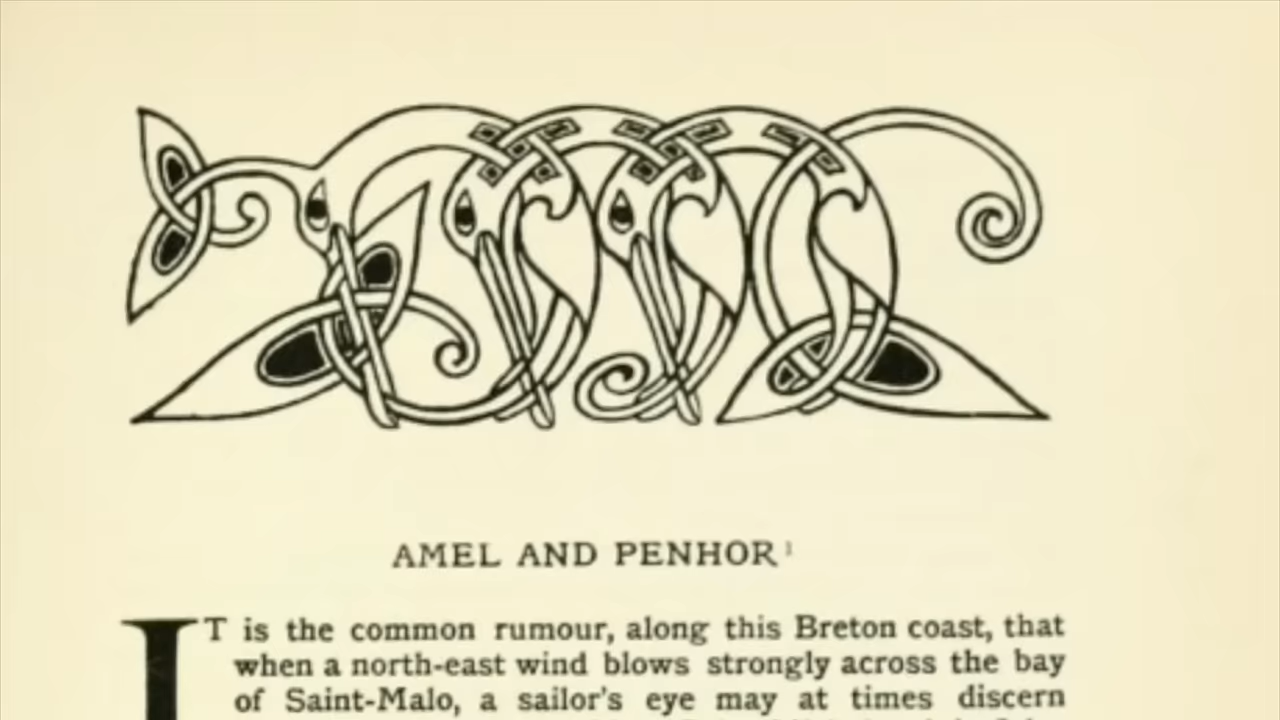 AMEL AND PENHOR¹
IT is the common rumour, along this Breton coast, that
when a north-east wind blows strongly across the bay
of Saint-Malo, a sailor's eye may at times discern